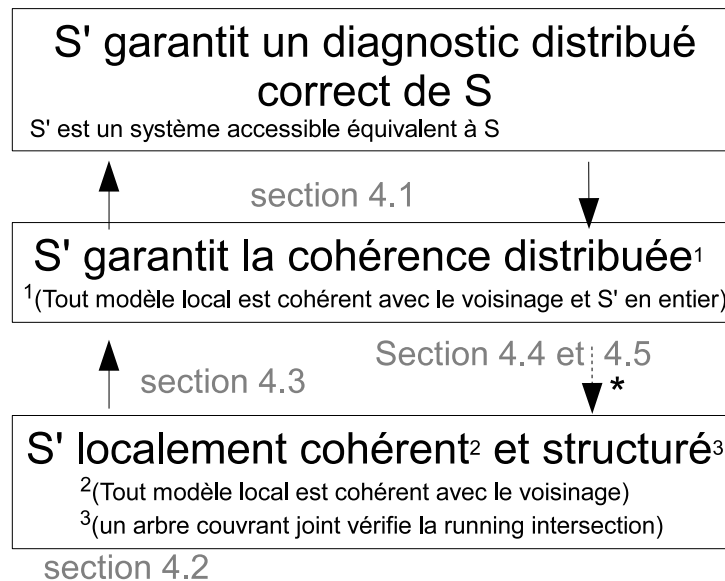 S' garantit un diagnostic distribué
correct de S
S' est un système accessible équivalent à S
section 4.1
S' garantit la cohérence distribuée¹
¹(Tout modèle local est cohérent avec le voisinage et S' en entier)
Section 4.4 et 4.5
section 4.3
*
S' localement cohérent² et structuré³
²(Tout modèle local est cohérent avec le voisinage)
³(un arbre couvrant joint vérifie la running intersection)
section 4.2